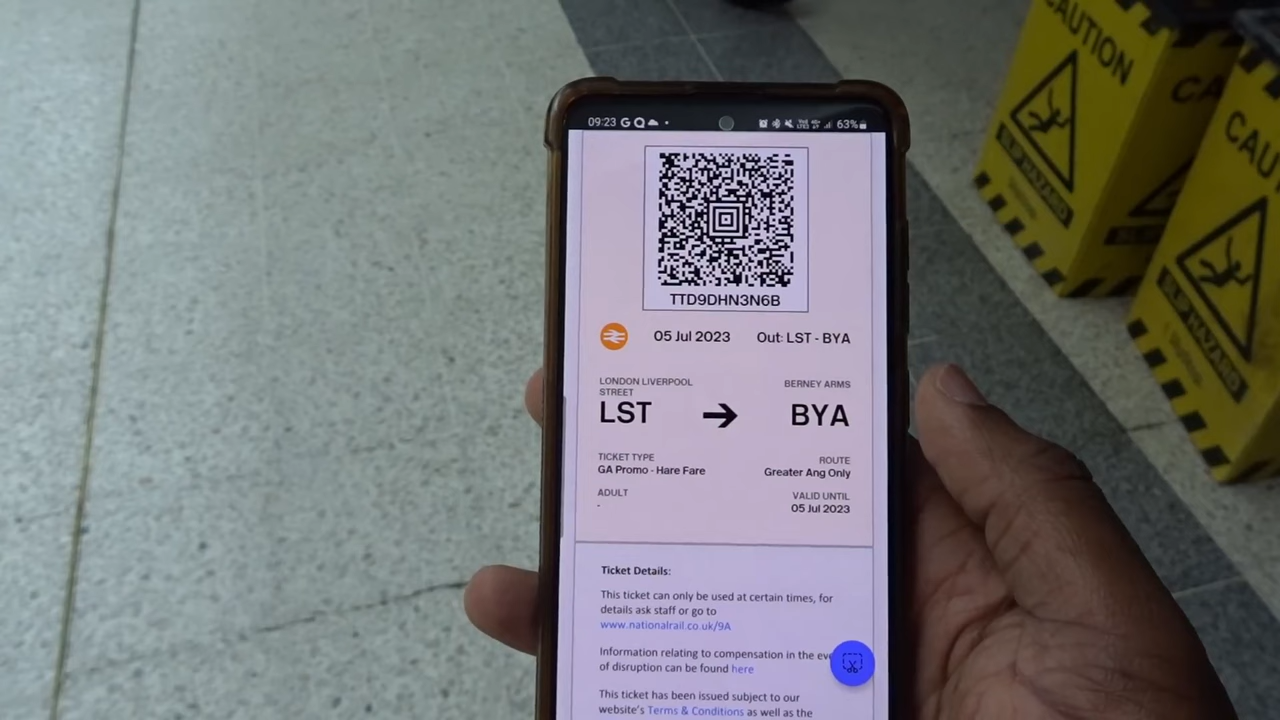 09:23
63%
TTD9DHN3N6B
05 Jul 2023 Out: LST - BYA
LONDON LIVERPOOL
STREET
BERNEY ARMS
LST → BYA
TICKET TYPE
GA Promo - Hare Fare
ROUTE
Greater Ang Only
ADULT
-
VALID UNTIL
05 Jul 2023
Ticket Details:
This ticket can only be used at certain times, for
details ask staff or go to
www.nationalrail.co.uk/9A
Information relating to compensation in the eve
of disruption can be found here
This ticket has been issued subject to our
website's Terms & Conditions as well as the
CAUTION
SLIP HAZARD
CA
CAU
SLIP HAZARD